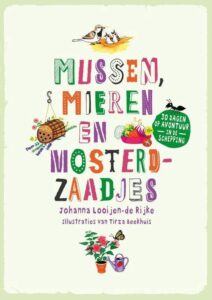 MUSSEN,
MIEREN
EN
MOSTERD-
ZAADJES
30 DAGEN
OP AVONTUUR
IN DE
SCHEPPING
Johanna Looijen-de Rijke
Illustraties van Tirza Beekhuis